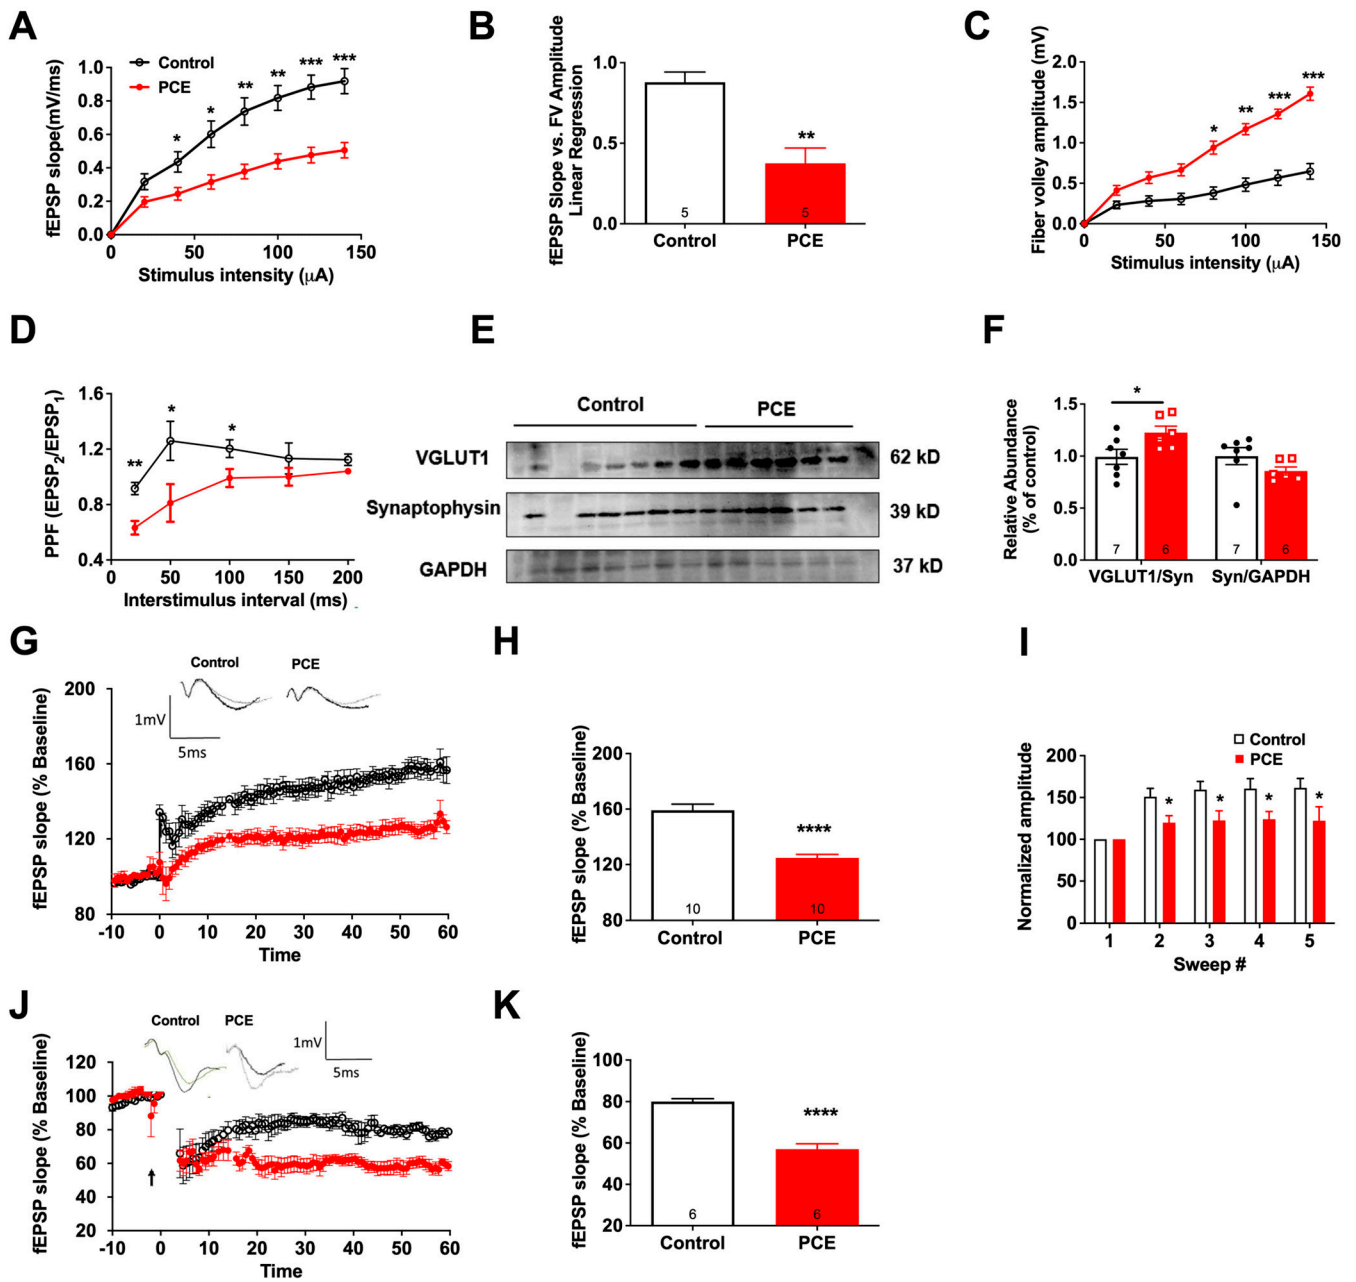 A
Control
PCE
fEPSP slope(mV/ms)
1.0
0.8
0.6
0.4
0.2
0.0
* * ** ** *** ***
0 50 100 150
Stimulus intensity (μA)
B
fEPSP Slope vs. FV Amplitude
Linear Regression
1.0
0.5
0.0
**
5 5
Control PCE
C
Fiber volley amplitude (mV)
2.0
1.5
1.0
0.5
0.0
* ** *** ***
0 50 100 150
Stimulus intensity (μA)
D
PPF (EPSP2/EPSP1)
1.6
1.2
0.8
0.4
** * *
0 50 100 150 200
Interstimulus interval (ms)
E
Control PCE
VGLUT1 62 kD
Synaptophysin 39 kD
GAPDH 37 kD
F
Relative Abundance
(% of control)
1.5
1.0
0.5
0.0
*
7 6 7 6
VGLUT1/Syn Syn/GAPDH
G
Control PCE
1mV
5ms
fEPSP slope (% Baseline)
200
160
120
80
-10 0 10 20 30 40 50 60
Time
H
fEPSP slope (% Baseline)
200
160
120
80
****
10 10
Control PCE
I
Control
PCE
Normalized amplitude
200
150
100
50
0
* * * *
1 2 3 4 5
Sweep #
J
Control PCE
1mV
5ms
fEPSP slope (% Baseline)
120
100
80
60
40
20
-10 0 10 20 30 40 50 60
Time
K
fEPSP slope (% Baseline)
100
80
60
40
20
****
6 6
Control PCE